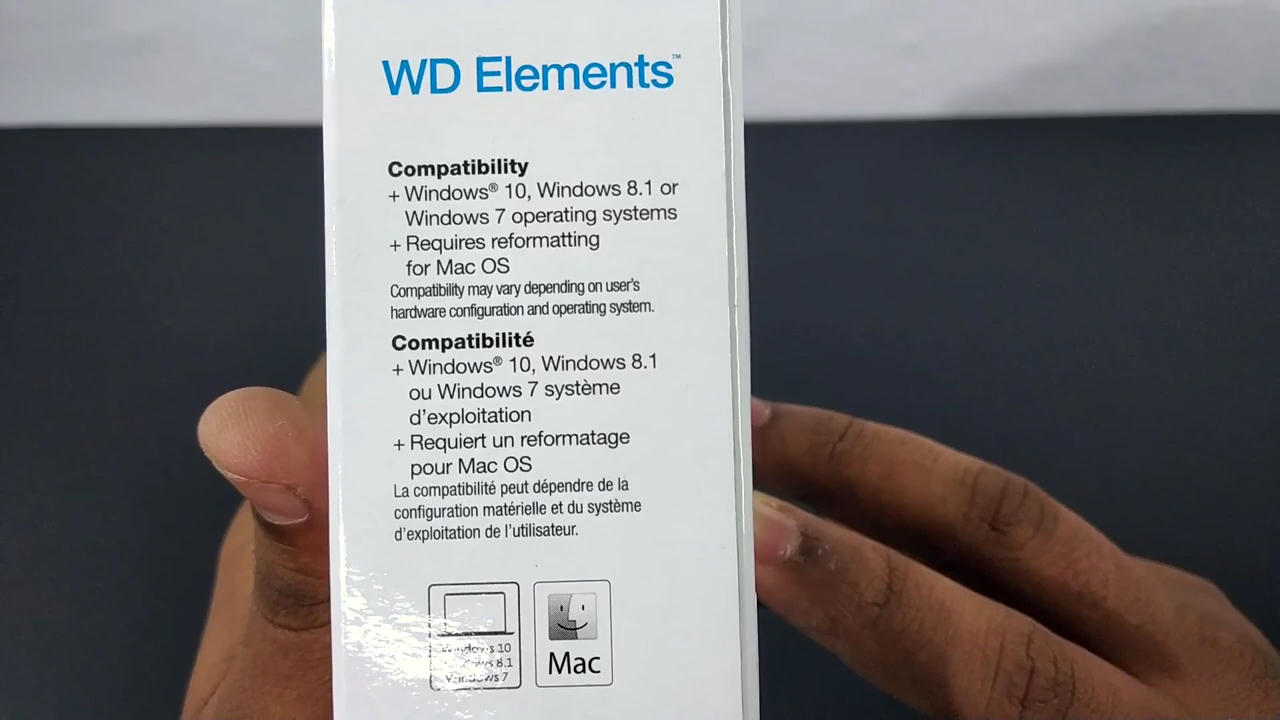 WD Elements™
Compatibility
+ Windows® 10, Windows 8.1 or
Windows 7 operating systems
+ Requires reformatting
for Mac OS
Compatibility may vary depending on user's
hardware configuration and operating system.
Compatibilité
+ Windows® 10, Windows 8.1
ou Windows 7 système
d'exploitation
+ Requiert un reformatage
pour Mac OS
La compatibilité peut dépendre de la
configuration matérielle et du système
d'exploitation de l'utilisateur.
Windows 10
8.1
Windows 7
Mac